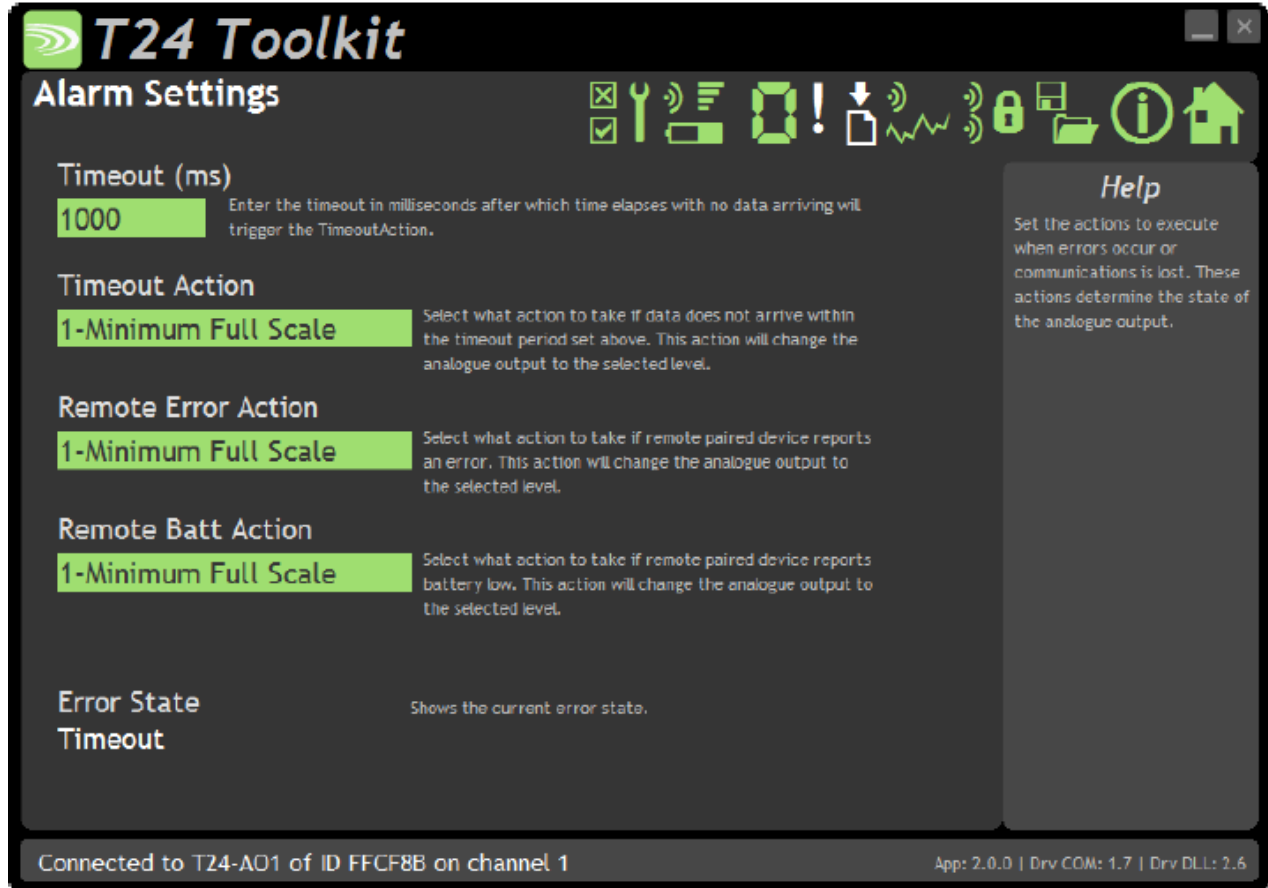 T24 Toolkit
Alarm Settings
Timeout (ms)
1000
Enter the timeout in milliseconds after which time elapses with no data arriving will
trigger the TimeoutAction.
Timeout Action
1-Minimum Full Scale
Select what action to take if data does not arrive within
the timeout period set above. This action will change the
analogue output to the selected level.
Remote Error Action
1-Minimum Full Scale
Select what action to take if remote paired device reports
an error. This action will change the analogue output to
the selected level.
Remote Batt Action
1-Minimum Full Scale
Select what action to take if remote paired device reports
battery low. This action will change the analogue output to
the selected level.
Error State
Shows the current error state.
Timeout
Help
Set the actions to execute
when errors occur or
communications is lost. These
actions determine the state of
the analogue output.
Connected to T24-AO1 of ID FFCF8B on channel 1
App: 2.0.0 | Drv COM: 1.7 | Drv DLL: 2.6